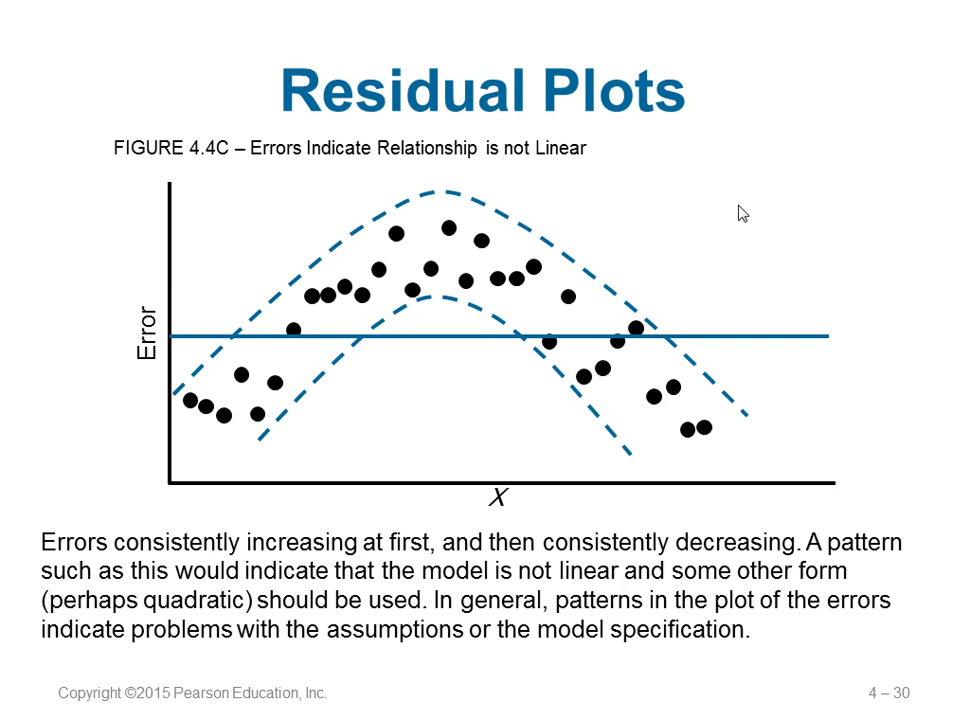 Residual Plots
FIGURE 4.4C – Errors Indicate Relationship is not Linear
Error
X
Errors consistently increasing at first, and then consistently decreasing. A pattern
such as this would indicate that the model is not linear and some other form
(perhaps quadratic) should be used. In general, patterns in the plot of the errors
indicate problems with the assumptions or the model specification.
Copyright ©2015 Pearson Education, Inc.
4 – 30